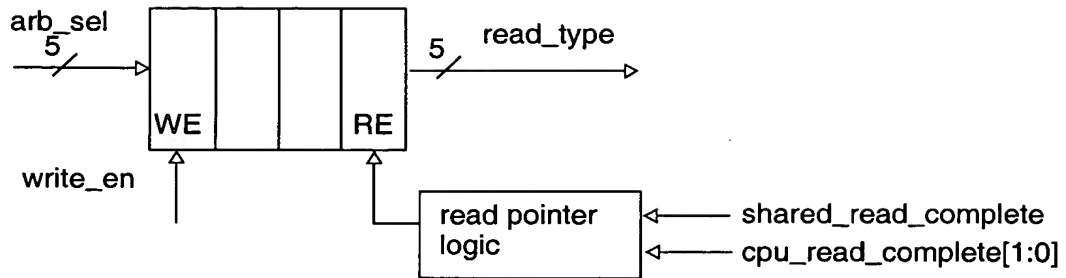 arb_sel
5
5
read_type
WE
RE
write_en
read pointer
logic
shared_read_complete
cpu_read_complete[1:0]